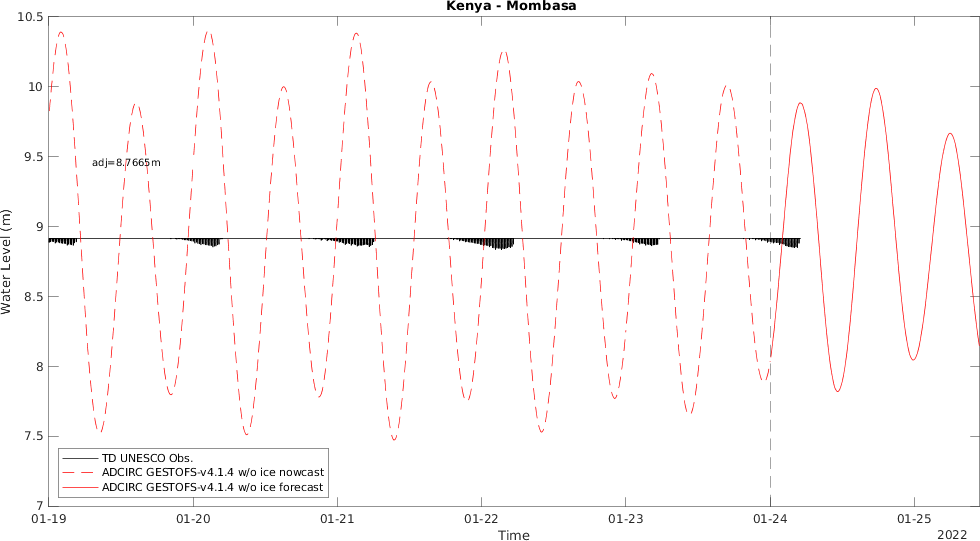 Kenya - Mombasa
10.5
10
9.5
9
8.5
8
7.5
7
Water Level (m)
adj=8.7665m
TD UNESCO Obs.
ADCIRC GESTOFS-v4.1.4 w/o ice nowcast
ADCIRC GESTOFS-v4.1.4 w/o ice forecast
01-19 01-20 01-21 01-22 01-23 01-24 01-25
Time
2022